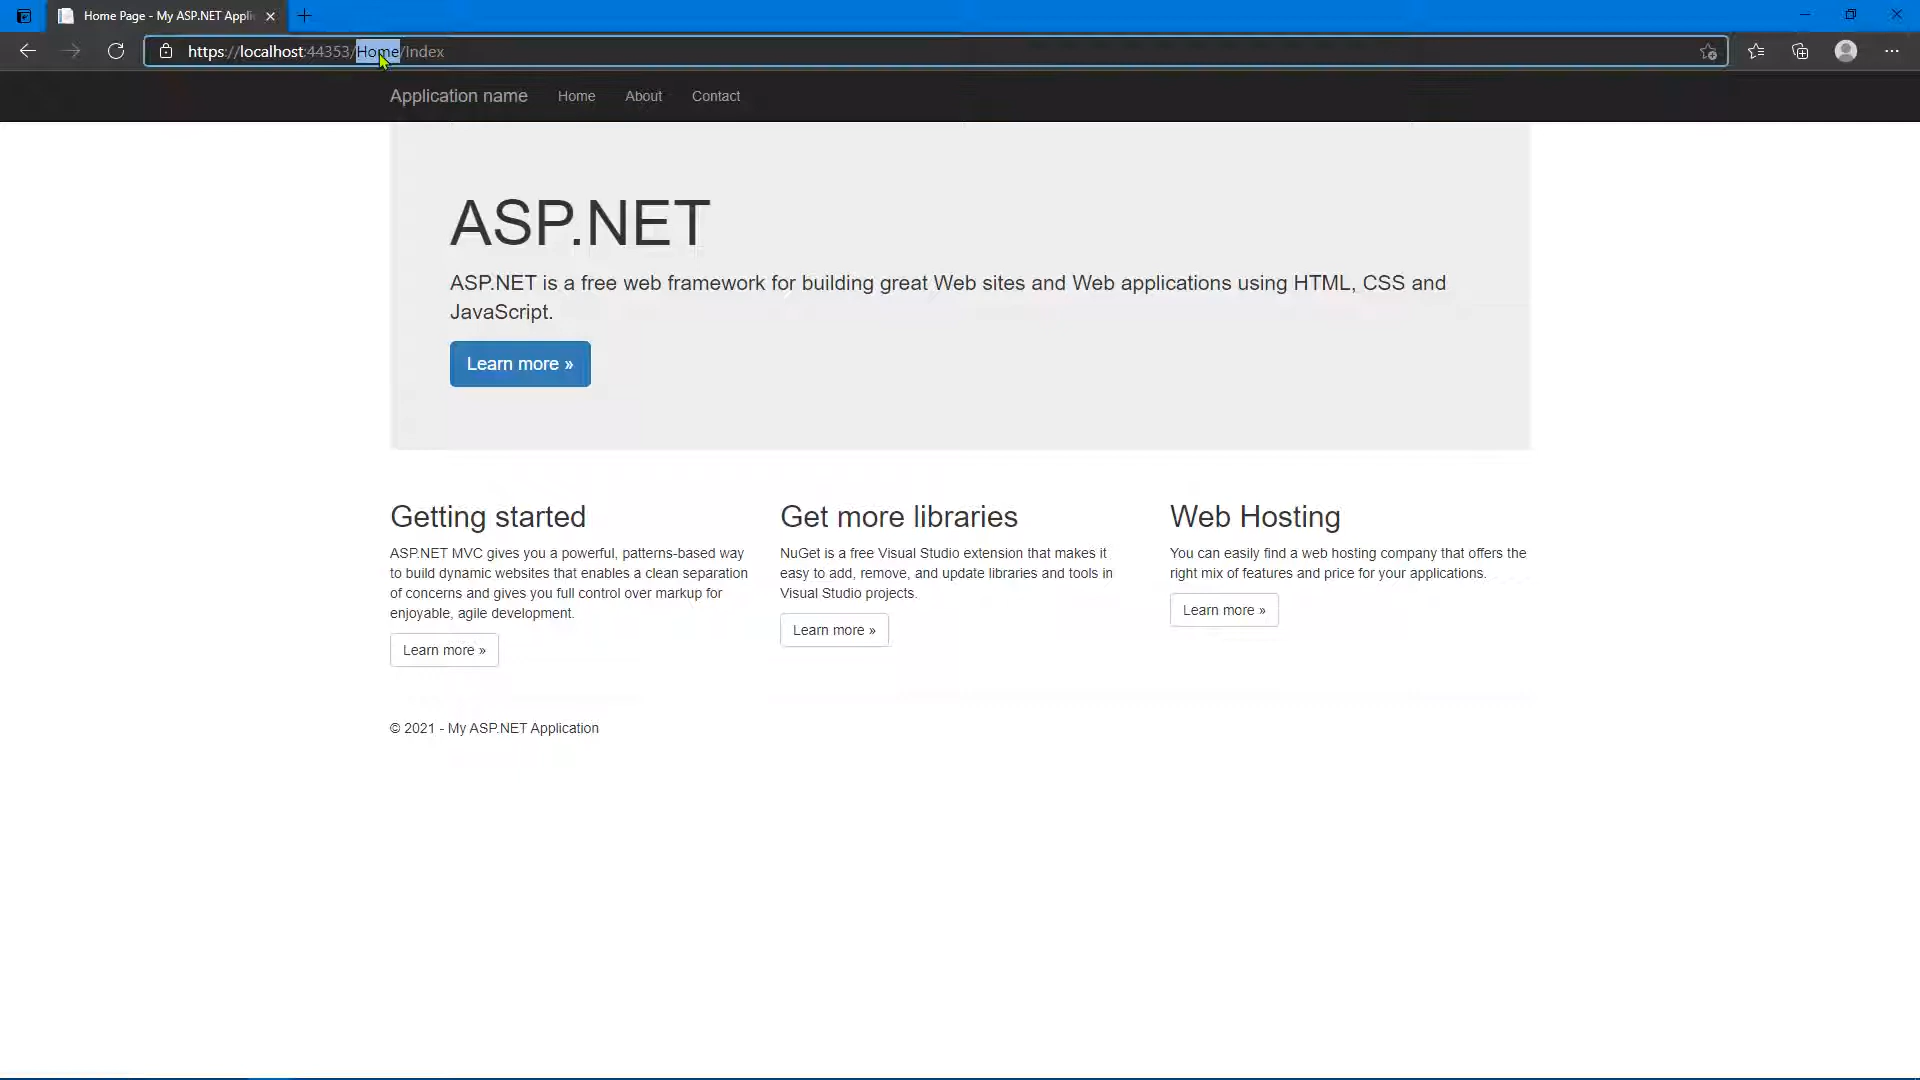 Home Page - My ASP.NET Appli
https://localhost:44353/Home/Index
Application name Home About Contact
ASP.NET
ASP.NET is a free web framework for building great Web sites and Web applications using HTML, CSS and
JavaScript.
Learn more »
Getting started
ASP.NET MVC gives you a powerful, patterns-based way
to build dynamic websites that enables a clean separation
of concerns and gives you full control over markup for
enjoyable, agile development.
Learn more »
Get more libraries
NuGet is a free Visual Studio extension that makes it
easy to add, remove, and update libraries and tools in
Visual Studio projects.
Learn more »
Web Hosting
You can easily find a web hosting company that offers the
right mix of features and price for your applications.
Learn more »
© 2021 - My ASP.NET Application